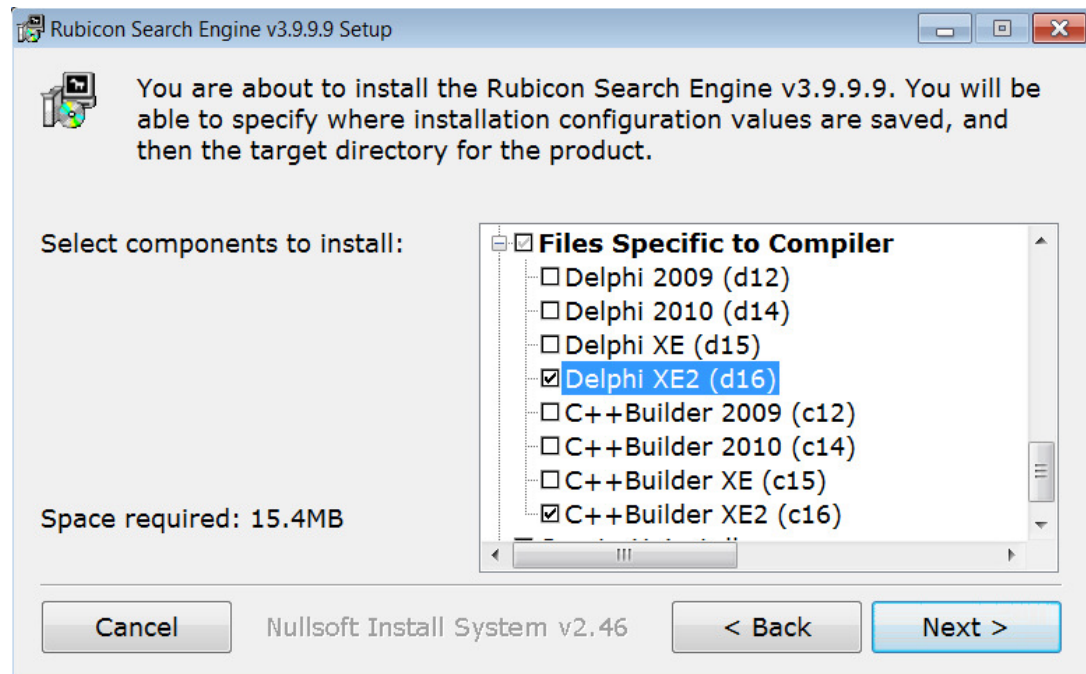 Rubicon Search Engine v3.9.9.9 Setup
You are about to install the Rubicon Search Engine v3.9.9.9. You will be
able to specify where installation configuration values are saved, and
then the target directory for the product.
Select components to install:
Files Specific to Compiler
Delphi 2009 (d12)
Delphi 2010 (d14)
Delphi XE (d15)
Delphi XE2 (d16)
C++Builder 2009 (c12)
C++Builder 2010 (c14)
C++Builder XE (c15)
C++Builder XE2 (c16)
Space required: 15.4MB
Cancel
Nullsoft Install System v2.46
< Back
Next >